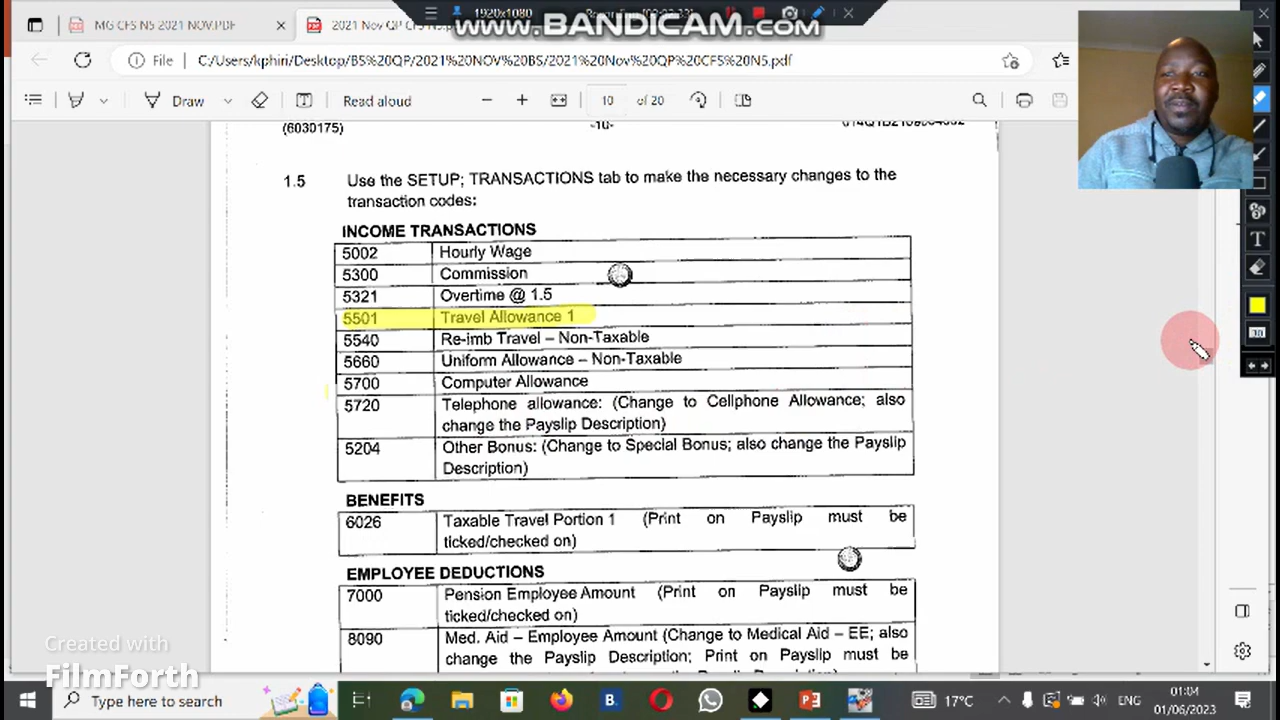 1920x1080
www.BANDICAM.com
MG CFS N5 2021 NOV.PDF
2021 Nov QP CFS N5.p
File C:/Users/kphiri/Desktop/B5%20QP/2021%20NOV%20BS/2021%20Nov%20QP%20CFS%20N5.pdf
Draw Read aloud 10 of 20
(6030175) -10-
1.5 Use the SETUP; TRANSACTIONS tab to make the necessary changes to the
transaction codes:
INCOME TRANSACTIONS
5002 Hourly Wage
5300 Commission
5321 Overtime @ 1.5
5501 Travel Allowance 1
5540 Re-imb Travel – Non-Taxable
5660 Uniform Allowance – Non-Taxable
5700 Computer Allowance
5720 Telephone allowance: (Change to Cellphone Allowance; also
change the Payslip Description)
5204 Other Bonus: (Change to Special Bonus; also change the Payslip
Description)
BENEFITS
6026 Taxable Travel Portion 1 (Print on Payslip must be
ticked/checked on)
EMPLOYEE DEDUCTIONS
7000 Pension Employee Amount (Print on Payslip must be
ticked/checked on)
8090 Med. Aid – Employee Amount (Change to Medical Aid – EE; also
change the Payslip Description; Print on Payslip must be
Created with
FilmForth
Type here to search
17°C ENG
01:04
01/06/2023